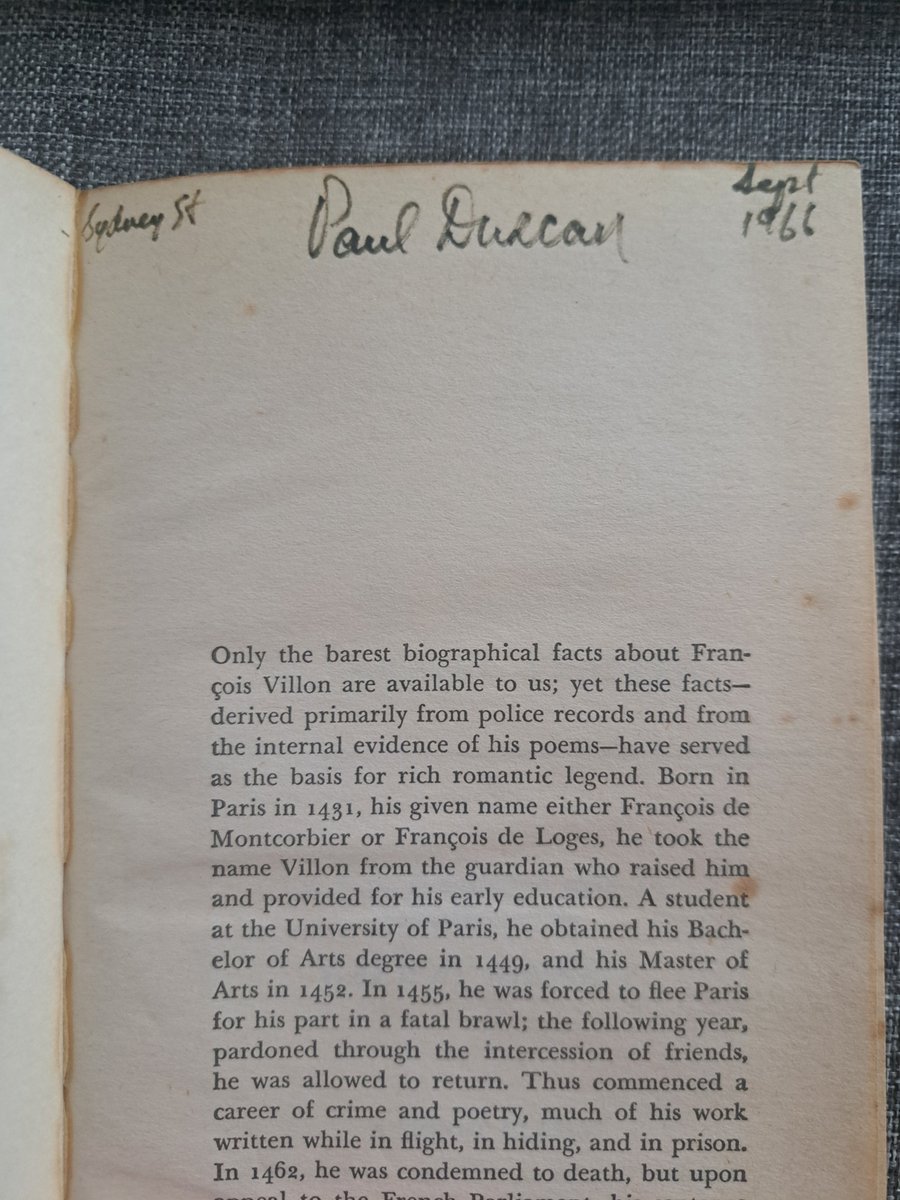 Sydney St Paul Duncan Sept
1966
Only the barest biographical facts about Fran-
çois Villon are available to us; yet these facts—
derived primarily from police records and from
the internal evidence of his poems—have served
as the basis for rich romantic legend. Born in
Paris in 1431, his given name either François de
Montcorbier or François de Loges, he took the
name Villon from the guardian who raised him
and provided for his early education. A student
at the University of Paris, he obtained his Bach-
elor of Arts degree in 1449, and his Master of
Arts in 1452. In 1455, he was forced to flee Paris
for his part in a fatal brawl; the following year,
pardoned through the intercession of friends,
he was allowed to return. Thus commenced a
career of crime and poetry, much of his work
written while in flight, in hiding, and in prison.
In 1462, he was condemned to death, but upon
appeal to the French Parliament, his